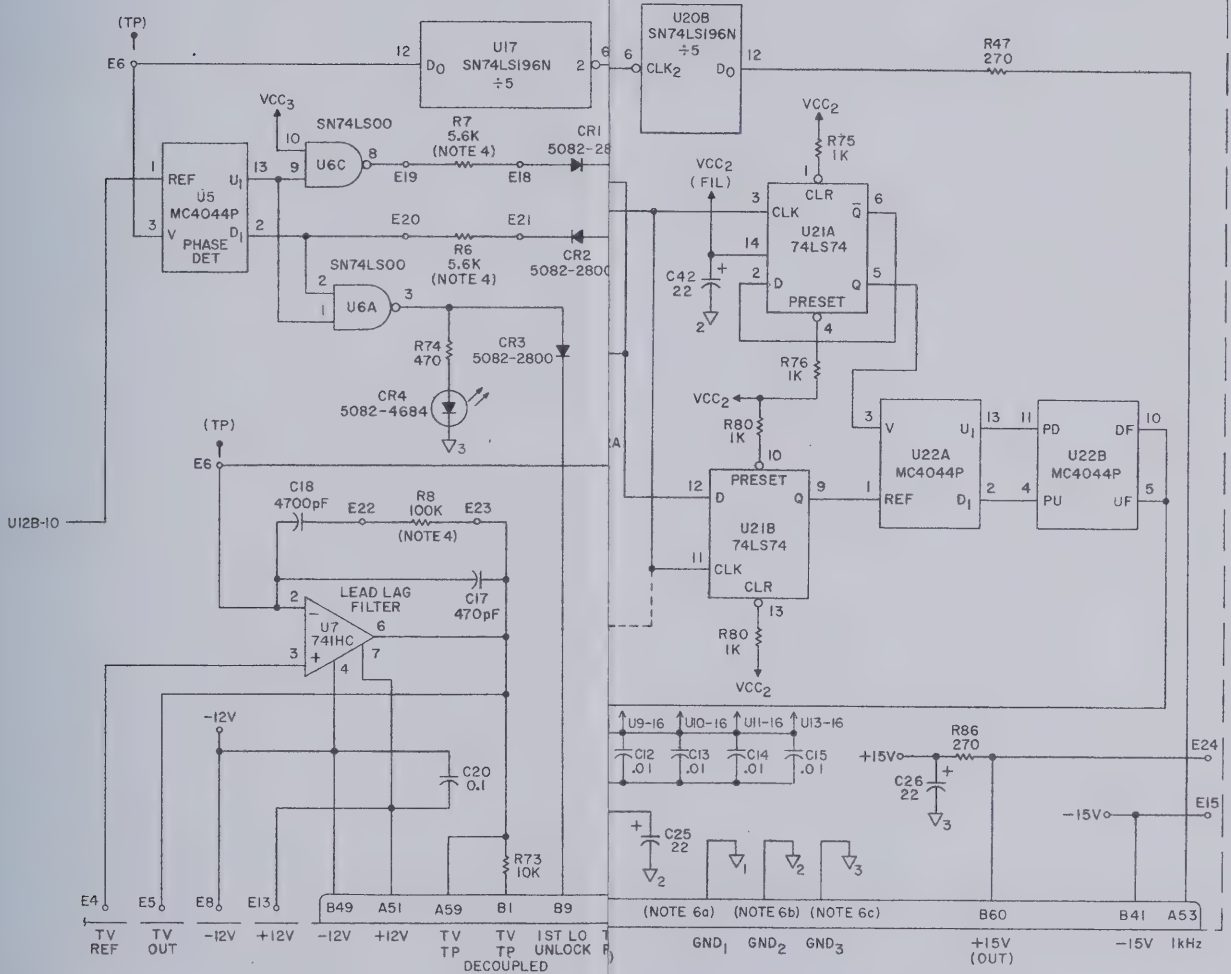 (TP)
E6
12
D0
U17
SN74LS196N
÷5
2
6
6
CLK2
U20B
SN74LS196N
÷5
D0
12
R47
270
VCC3
10
9
SN74LS00
U6C
8
E19
R7
5.6K
(NOTE 4)
E18
CR1
5082-28
1
REF
U5
MC4044P
PHASE
DET
3
V
13
U1
2
D1
E20
R6
5.6K
(NOTE 4)
E21
CR2
5082-2800
SN74LS00
2
1
U6A
3
R74
470
CR3
5082-2800
CR4
5082-4684
3
VCC2
R75
1K
VCC2
(FIL)
1
CLR
3
CLK
Q
6
U21A
74LS74
14
2
D
Q
5
PRESET
4
C42
22
+
2
R76
1K
VCC2
R80
1K
10
PRESET
12
D
Q
9
U21B
74LS74
11
CLK
CLR
13
R80
1K
VCC2
3
V
U1
13
U22A
MC4044P
1
REF
D1
2
11
PD
DF
10
U22B
MC4044P
4
PU
UF
5
(TP)
E6
U12B-10
C18
4700pF
E22
R8
100K
(NOTE 4)
E23
C17
470pF
LEAD LAG
FILTER
2
−
U7
741HC
6
7
3
+
4
-12V
C20
0.1
R73
10K
U9-16
U10-16
U11-16
U13-16
C12
.01
C13
.01
C14
.01
C15
.01
+15V
R86
270
E24
C26
22
+
3
-15V
E15
+
C25
22
2
1
2
3
E4
E5
E8
E13
B49
A51
A59
B1
B9
(NOTE 6a)
(NOTE 6b)
(NOTE 6c)
B60
B41
A53
TV
REF
TV
OUT
-12V
+12V
-12V
+12V
TV
TP
TV
TP
DECOUPLED
1ST LO
UNLOCK
GND1
GND2
GND3
+15V
(OUT)
-15V
1kHz